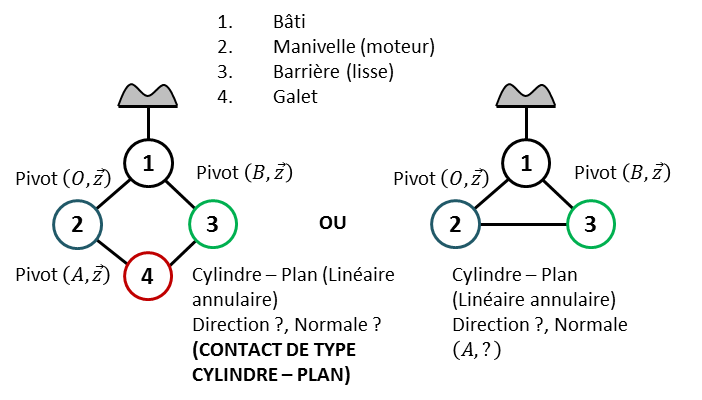 1. Bâti
2. Manivelle (moteur)
3. Barrière (lisse)
4. Galet
1
Pivot (O, z⃗)
Pivot (B, z⃗)
2
3
Pivot (A, z⃗)
4
Cylindre – Plan (Linéaire
annulaire)
Direction ?, Normale ?
(CONTACT DE TYPE
CYLINDRE – PLAN)
OU
1
Pivot (O, z⃗)
Pivot (B, z⃗)
2
3
Cylindre – Plan
(Linéaire annulaire)
Direction ?, Normale
(A, ?)